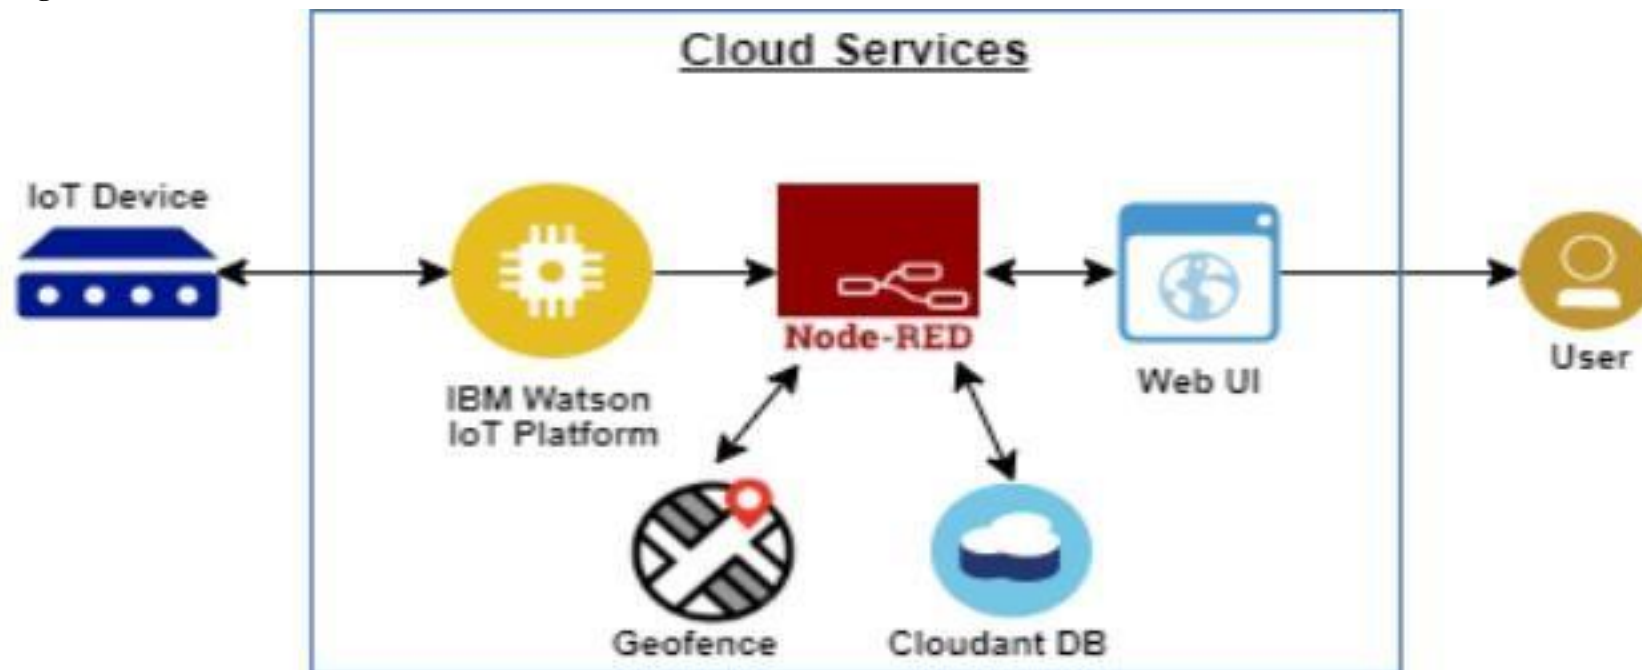 Cloud Services
IoT Device
Node-RED
User
Web UI
IBM Watson
IoT Platform
Geofence
Cloudant DB